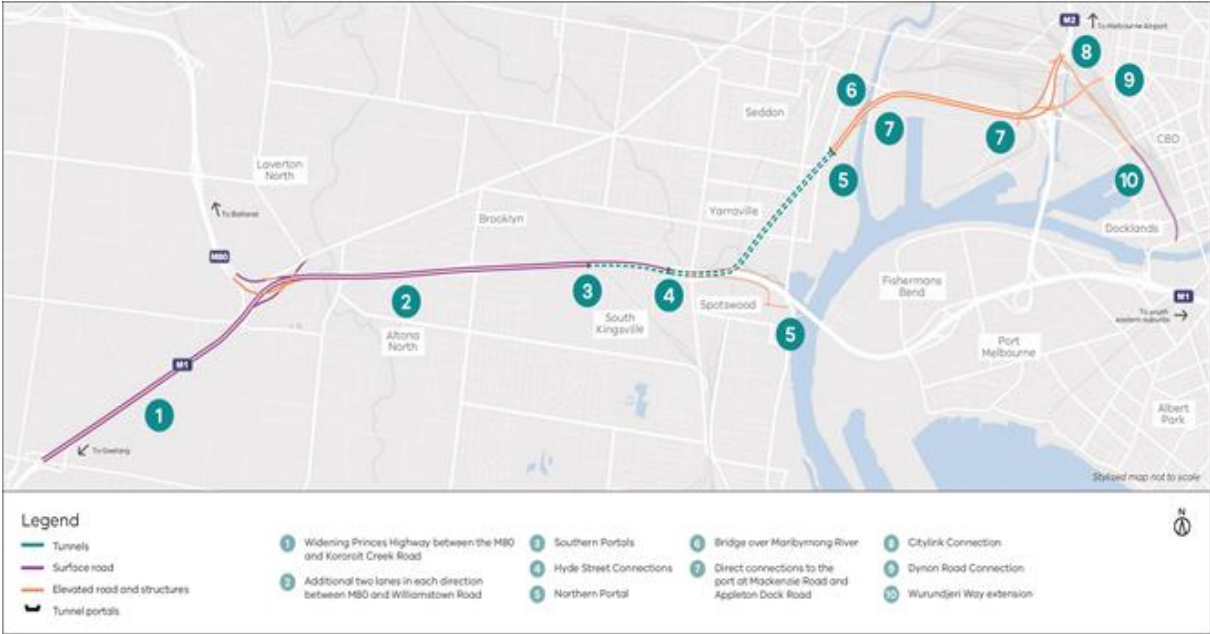 M2
To Melbourne Airport
8
9
6
Seddon
7
7
CBD
Laverton
North
5
10
To Ballarat
Yarraville
Brooklyn
Docklands
M80
3
4
Fishermans
Bend
M1
2
Spotswood
To south
eastern suburbs
South
Kingsville
5
Altona
North
Port
Melbourne
M1
1
Albert
Park
To Geelong
Stylised map not to scale
Legend
Tunnels
Surface road
Elevated road and structures
Tunnel portals
1 Widening Princes Highway between the M80
and Kororoit Creek Road
2 Additional two lanes in each direction
between M80 and Williamstown Road
3 Southern Portals
4 Hyde Street Connections
5 Northern Portal
6 Bridge over Maribyrnong River
7 Direct connections to the
port at Mackenzie Road and
Appleton Dock Road
8 Citylink Connection
9 Dynon Road Connection
10 Wurundjeri Way extension
N